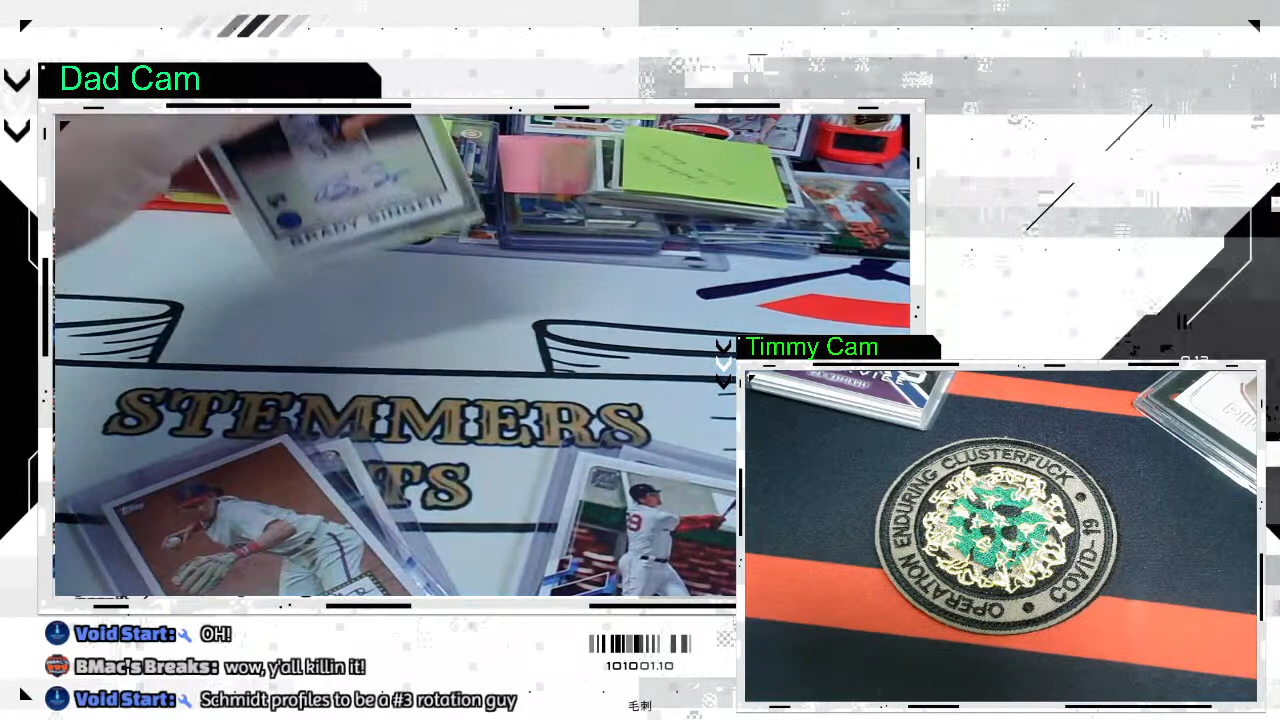 Dad Cam
BRADY SINGER
STEMMERS
TS
Timmy Cam
OPERATION ENDURING CLUSTERFUCK
COVID-19
Void Start: OH!
BMac's Breaks: wow, y'all killin it!
Void Start: Schmidt profiles to be a #3 rotation guy
101001.10
毛刺